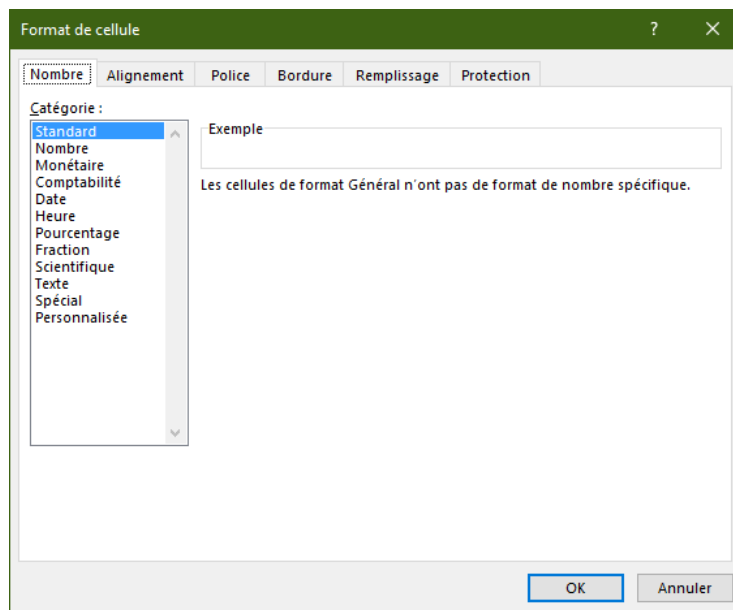 Format de cellule ?
Nombre Alignement Police Bordure Remplissage Protection
Catégorie :
Standard
Nombre
Monétaire
Comptabilité
Date
Heure
Pourcentage
Fraction
Scientifique
Texte
Spécial
Personnalisée
Exemple
Les cellules de format Général n'ont pas de format de nombre spécifique.
OK Annuler